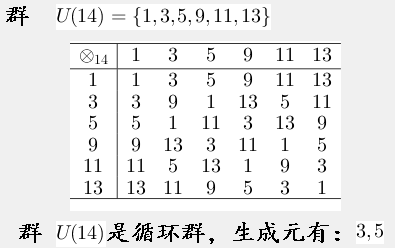 群 U(14) = {1, 3, 5, 9, 11, 13}
⊗14 1 3 5 9 11 13
1 1 3 5 9 11 13
3 3 9 1 13 5 11
5 5 1 11 3 13 9
9 9 13 3 11 1 5
11 11 5 13 1 9 3
13 13 11 9 5 3 1
群 U(14)是循环群，生成元有：3, 5